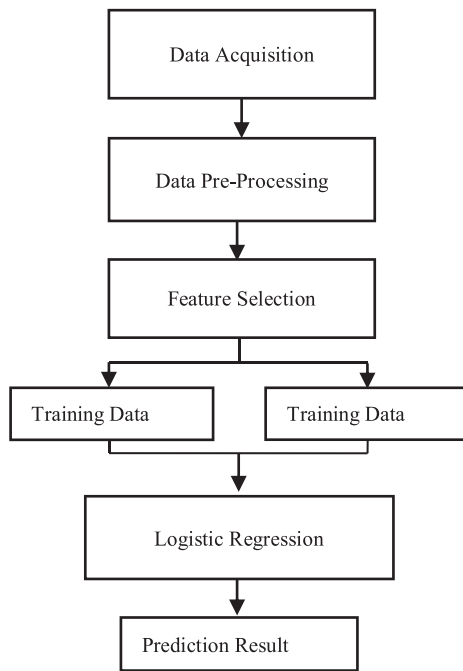 Data Acquisition
Data Pre-Processing
Feature Selection
Training Data
Training Data
Logistic Regression
Prediction Result